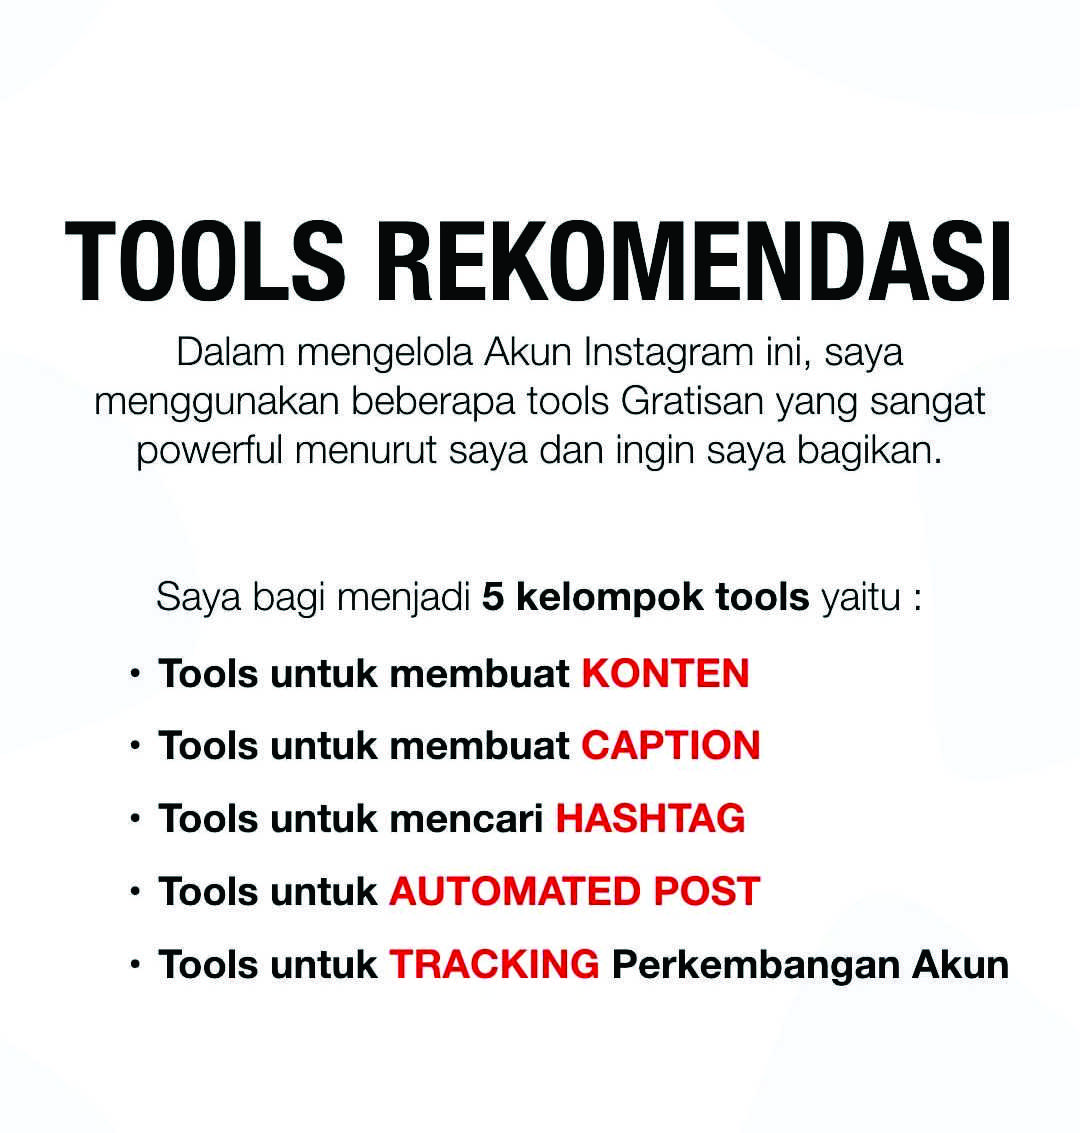 TOOLS REKOMENDASI
Dalam mengelola Akun Instagram ini, saya
menggunakan beberapa tools Gratisan yang sangat
powerful menurut saya dan ingin saya bagikan.
Saya bagi menjadi 5 kelompok tools yaitu :
• Tools untuk membuat KONTEN
• Tools untuk membuat CAPTION
• Tools untuk mencari HASHTAG
• Tools untuk AUTOMATED POST
• Tools untuk TRACKING Perkembangan Akun